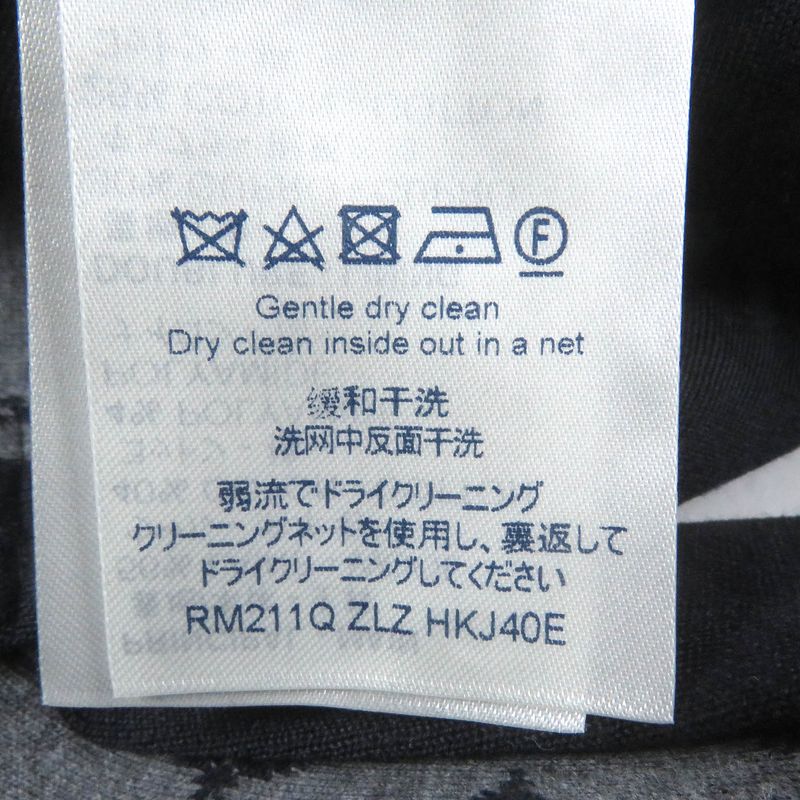 F
Gentle dry clean
Dry clean inside out in a net
缓和干洗
洗网中反面干洗
弱流でドライクリーニング
クリーニングネットを使用し、裏返して
ドライクリーニングしてください
RM211Q ZLZ HKJ40E